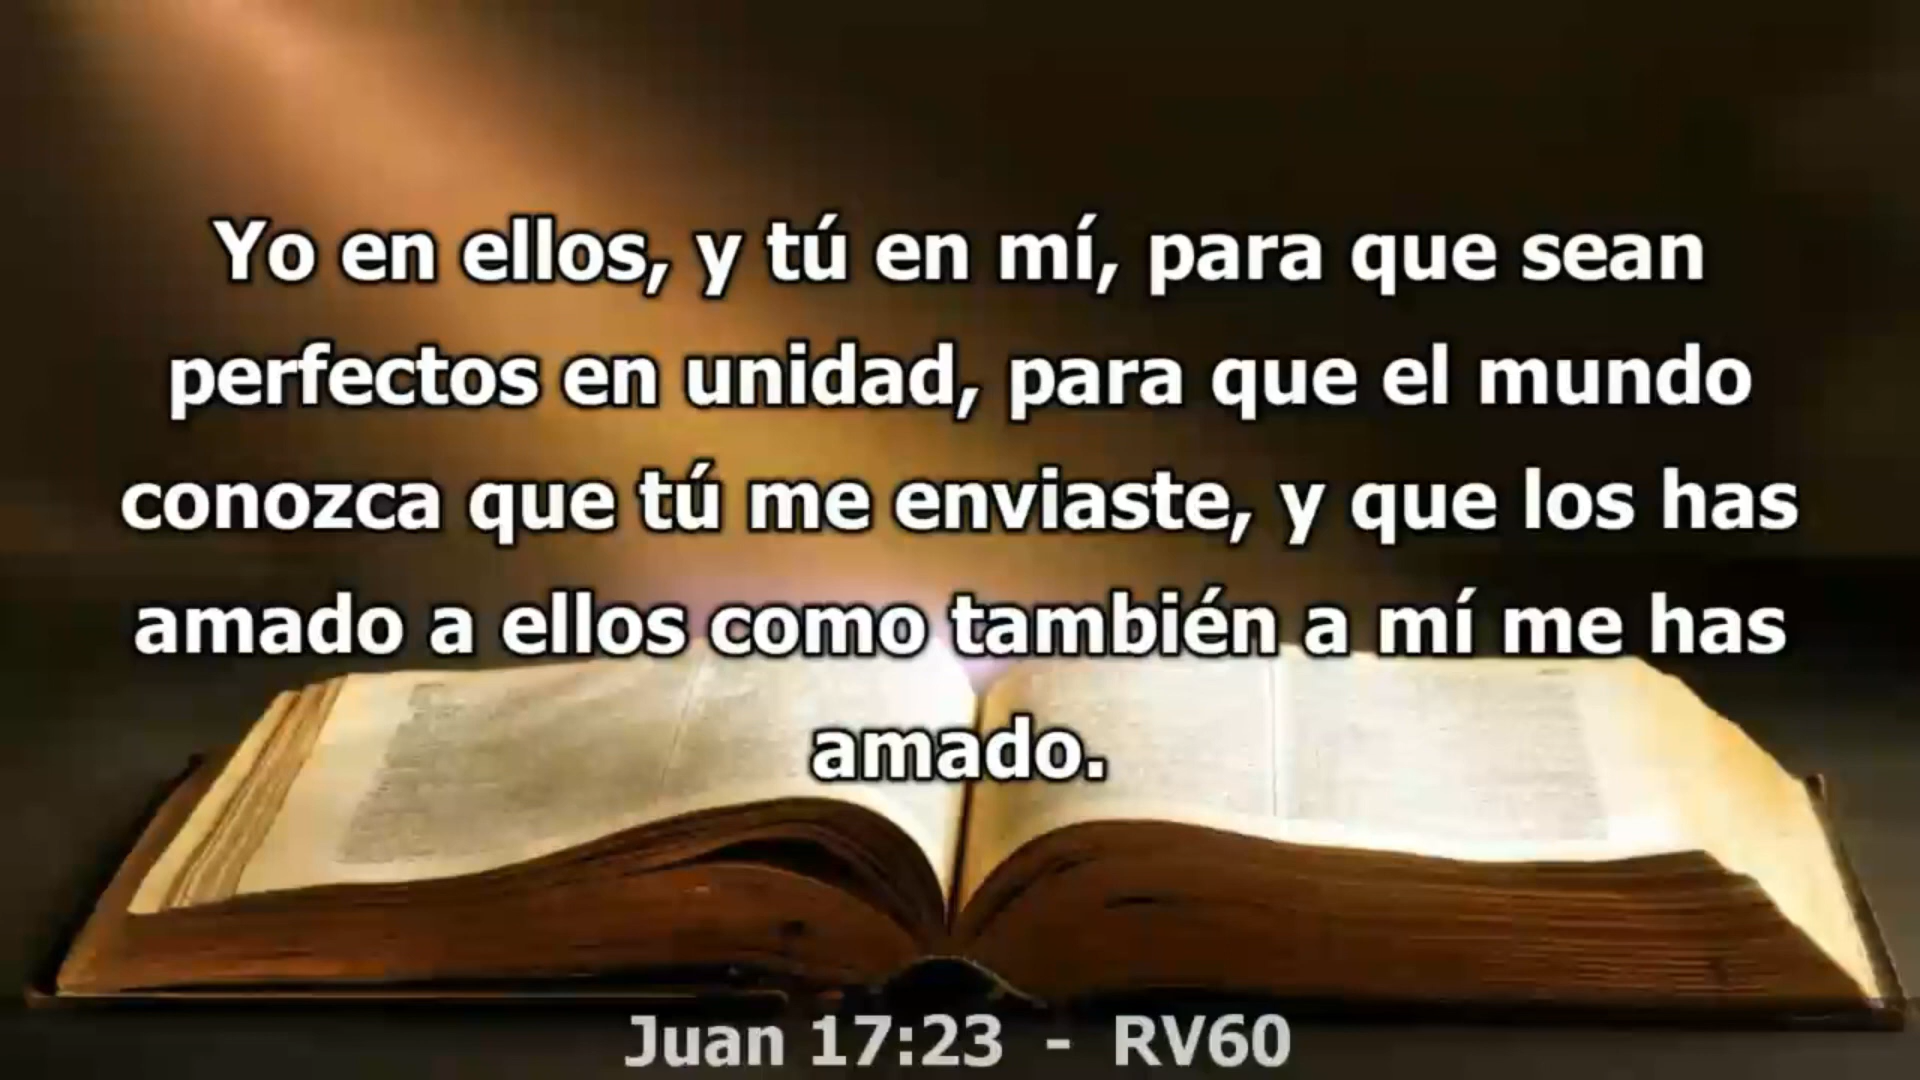 Yo en ellos, y tú en mí, para que sean
perfectos en unidad, para que el mundo
conozca que tú me enviaste, y que los has
amado a ellos como también a mí me has
amado.
Juan 17:23 - RV60